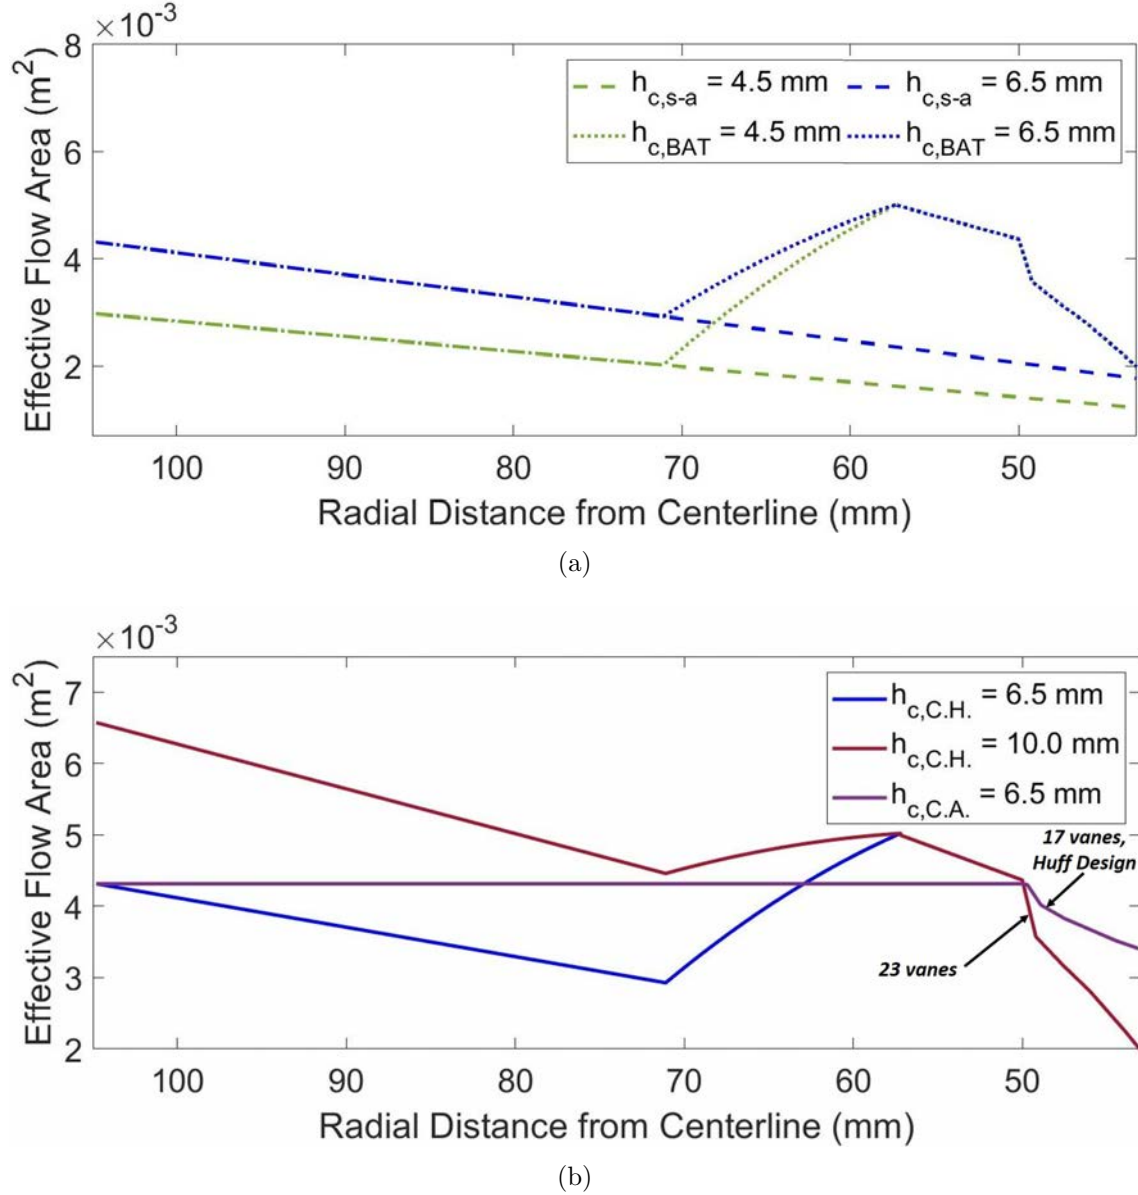 ×10⁻³
8
6
4
2
Effective Flow Area (m²)
h_c,s-a = 4.5 mm h_c,s-a = 6.5 mm
h_c,BAT = 4.5 mm h_c,BAT = 6.5 mm
100 90 80 70 60 50
Radial Distance from Centerline (mm)
(a)
×10⁻³
7
6
5
4
3
2
Effective Flow Area (m²)
h_c,C.H. = 6.5 mm
h_c,C.H. = 10.0 mm
h_c,C.A. = 6.5 mm
17 vanes,
Huff Design
23 vanes
100 90 80 70 60 50
Radial Distance from Centerline (mm)
(b)